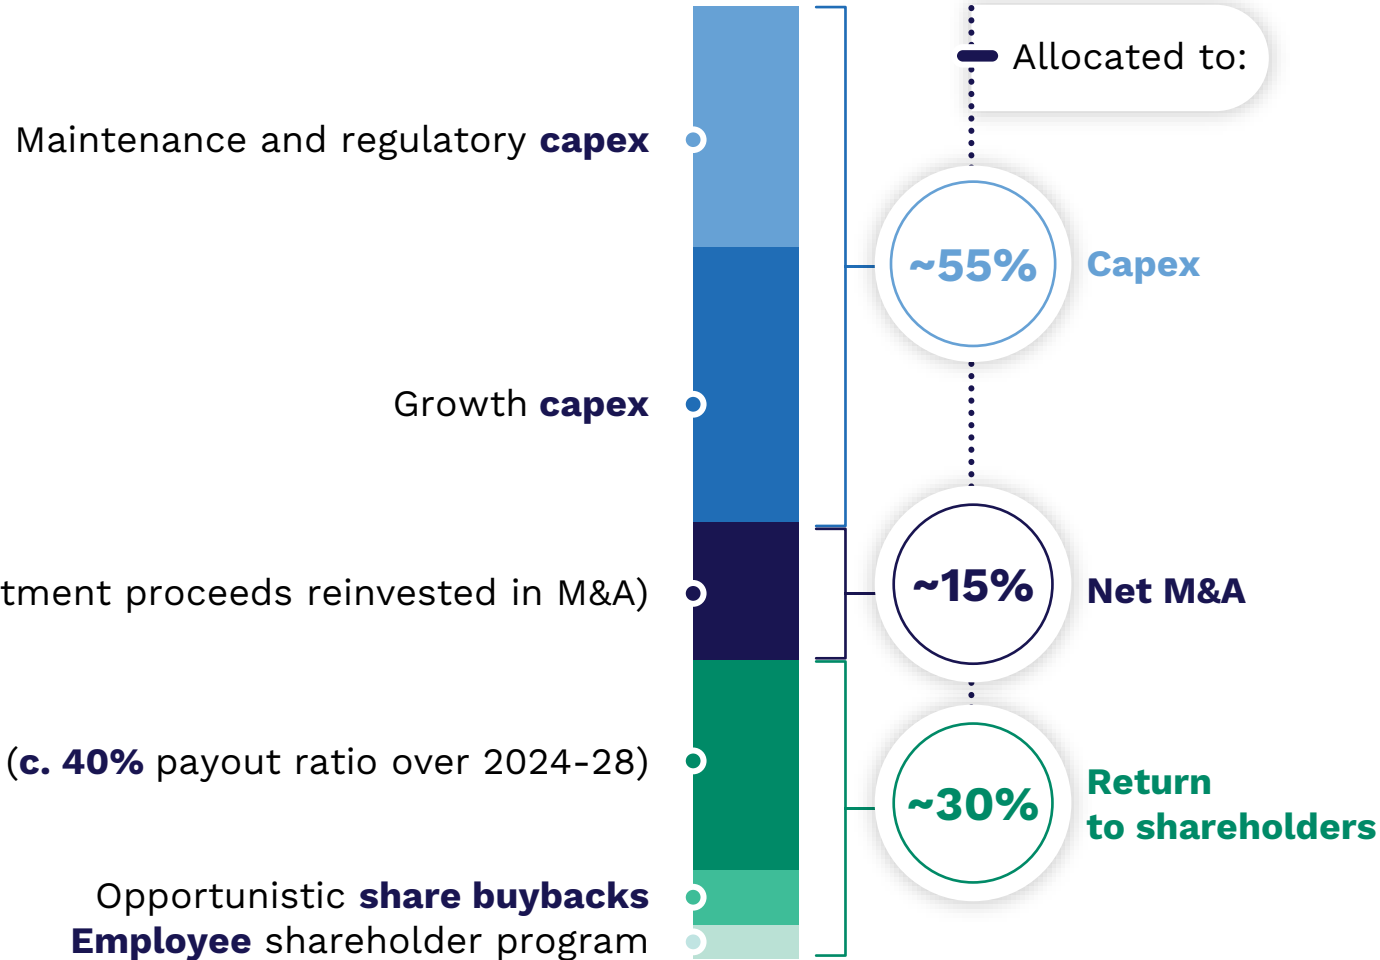 Allocated to:
Maintenance and regulatory capex
~55% Capex
Growth capex
~15% Net M&A
proceeds reinvested in M&A)
(c. 40% payout ratio over 2024-28)
~30% Return
to shareholders
Opportunistic share buybacks
Employee shareholder program